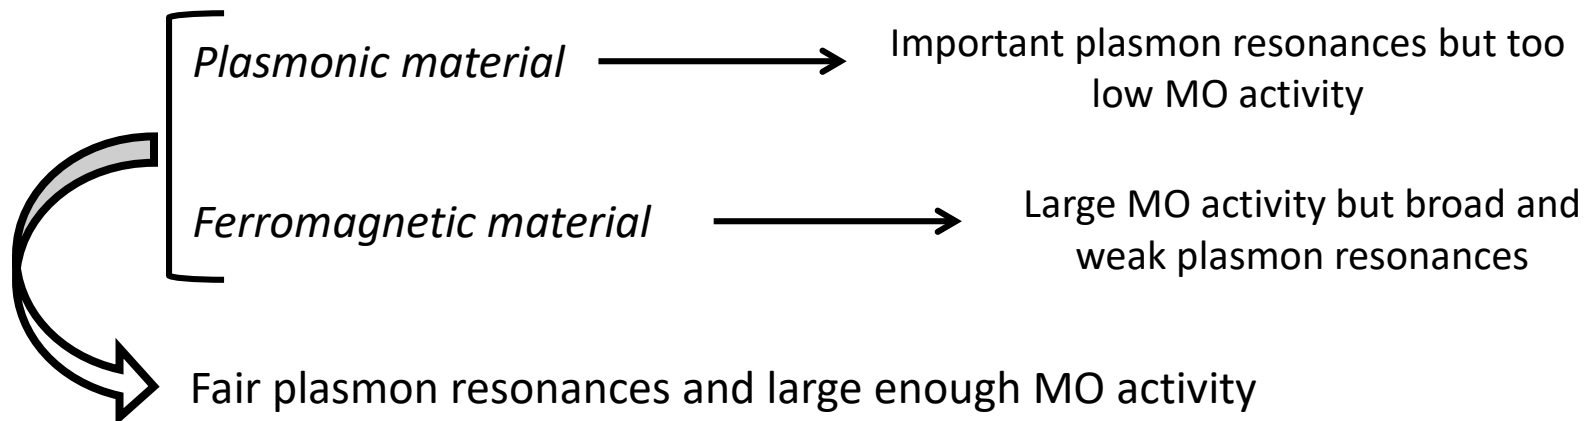 Plasmonic material
Important plasmon resonances but too
low MO activity
Ferromagnetic material
Large MO activity but broad and
weak plasmon resonances
Fair plasmon resonances and large enough MO activity